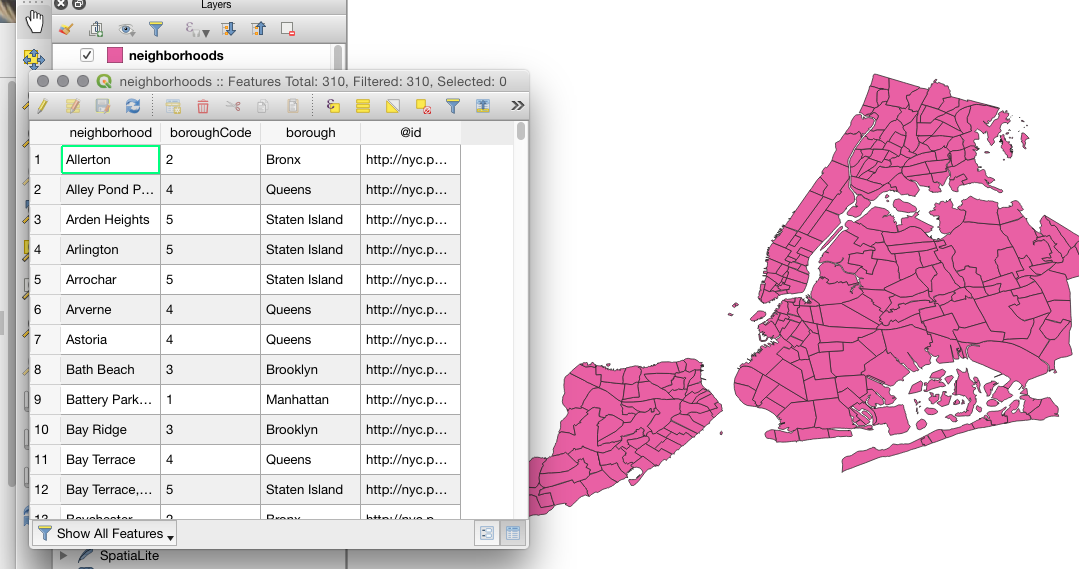 Layers
neighborhoods
neighborhoods :: Features Total: 310, Filtered: 310, Selected: 0
neighborhood boroughCode borough @id
1 Allerton 2 Bronx http://nyc.p…
2 Alley Pond P… 4 Queens http://nyc.p…
3 Arden Heights 5 Staten Island http://nyc.p…
4 Arlington 5 Staten Island http://nyc.p…
5 Arrochar 5 Staten Island http://nyc.p…
6 Arverne 4 Queens http://nyc.p…
7 Astoria 4 Queens http://nyc.p…
8 Bath Beach 3 Brooklyn http://nyc.p…
9 Battery Park… 1 Manhattan http://nyc.p…
10 Bay Ridge 3 Brooklyn http://nyc.p…
11 Bay Terrace 4 Queens http://nyc.p…
12 Bay Terrace,… 5 Staten Island http://nyc.p…
13 Baychester 2 Bronx
Show All Features
SpatiaLite